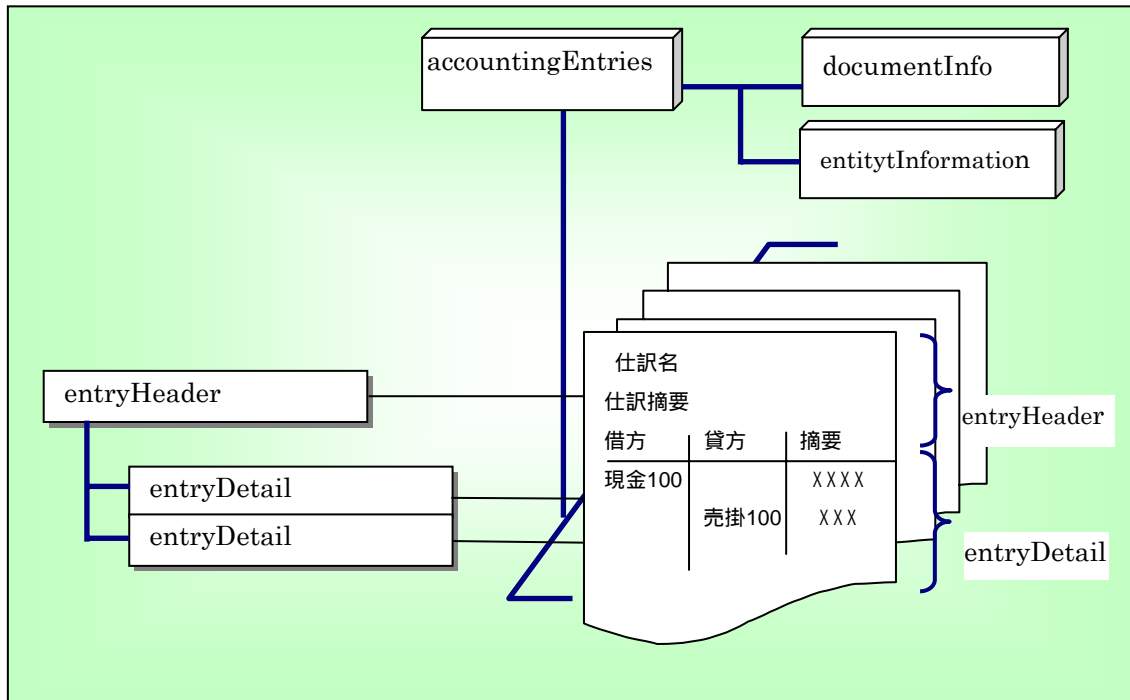 accountingEntries
documentInfo
entitytInformation
仕訳名
仕訳摘要
借方 貸方 摘要
現金100 XXXX
売掛100 XXX
entryHeader
entryDetail
entryHeader
entryDetail
entryDetail